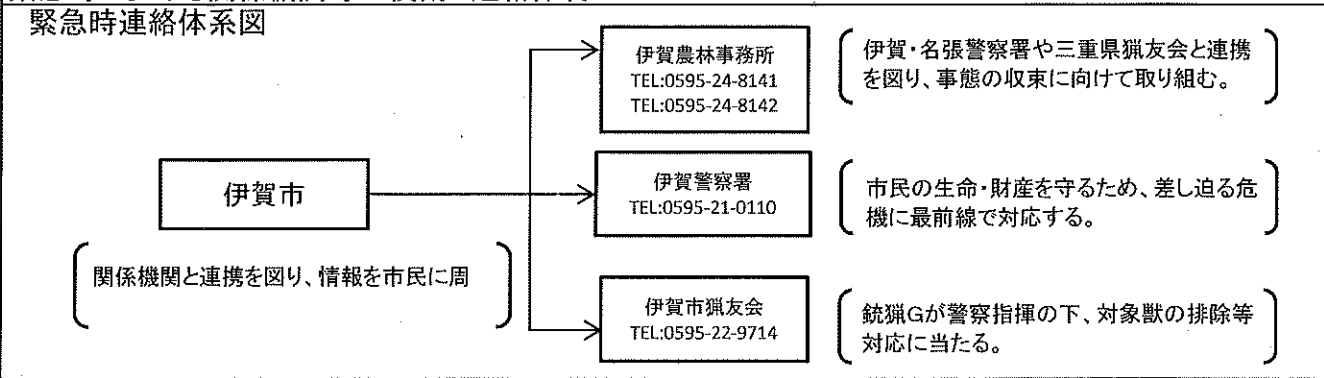 緊急時連絡体系図
伊賀農林事務所
TEL:0595-24-8141
TEL:0595-24-8142
伊賀・名張警察署や三重県猟友会と連携
を図り、事態の収束に向けて取り組む。
伊賀市
関係機関と連携を図り、情報を市民に周
伊賀警察署
TEL:0595-21-0110
市民の生命・財産を守るため、差し迫る危
機に最前線で対応する。
伊賀市猟友会
TEL:0595-22-9714
銃猟Gが警察指揮の下、対象獣の排除等
対応に当たる。